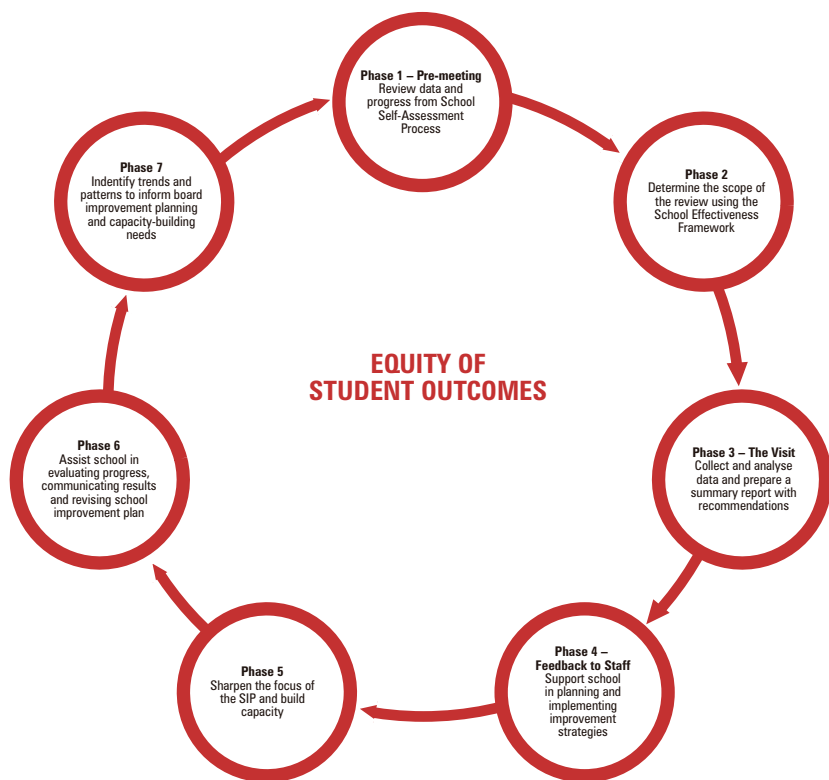 Phase 1 – Pre-meeting
Review data and
progress from School
Self-Assessment
Process
Phase 2
Determine the scope of
the review using the
School Effectiveness
Framework
Phase 3 – The Visit
Collect and analyse
data and prepare a
summary report with
recommendations
Phase 4 –
Feedback to Staff
Support school
in planning and
implementing
improvement
strategies
Phase 5
Sharpen the focus of
the SIP and build
capacity
Phase 6
Assist school in
evaluating progress,
communicating results
and revising school
improvement plan
Phase 7
Indentify trends and
patterns to inform board
improvement planning
and capacity-building
needs
EQUITY OF
STUDENT OUTCOMES